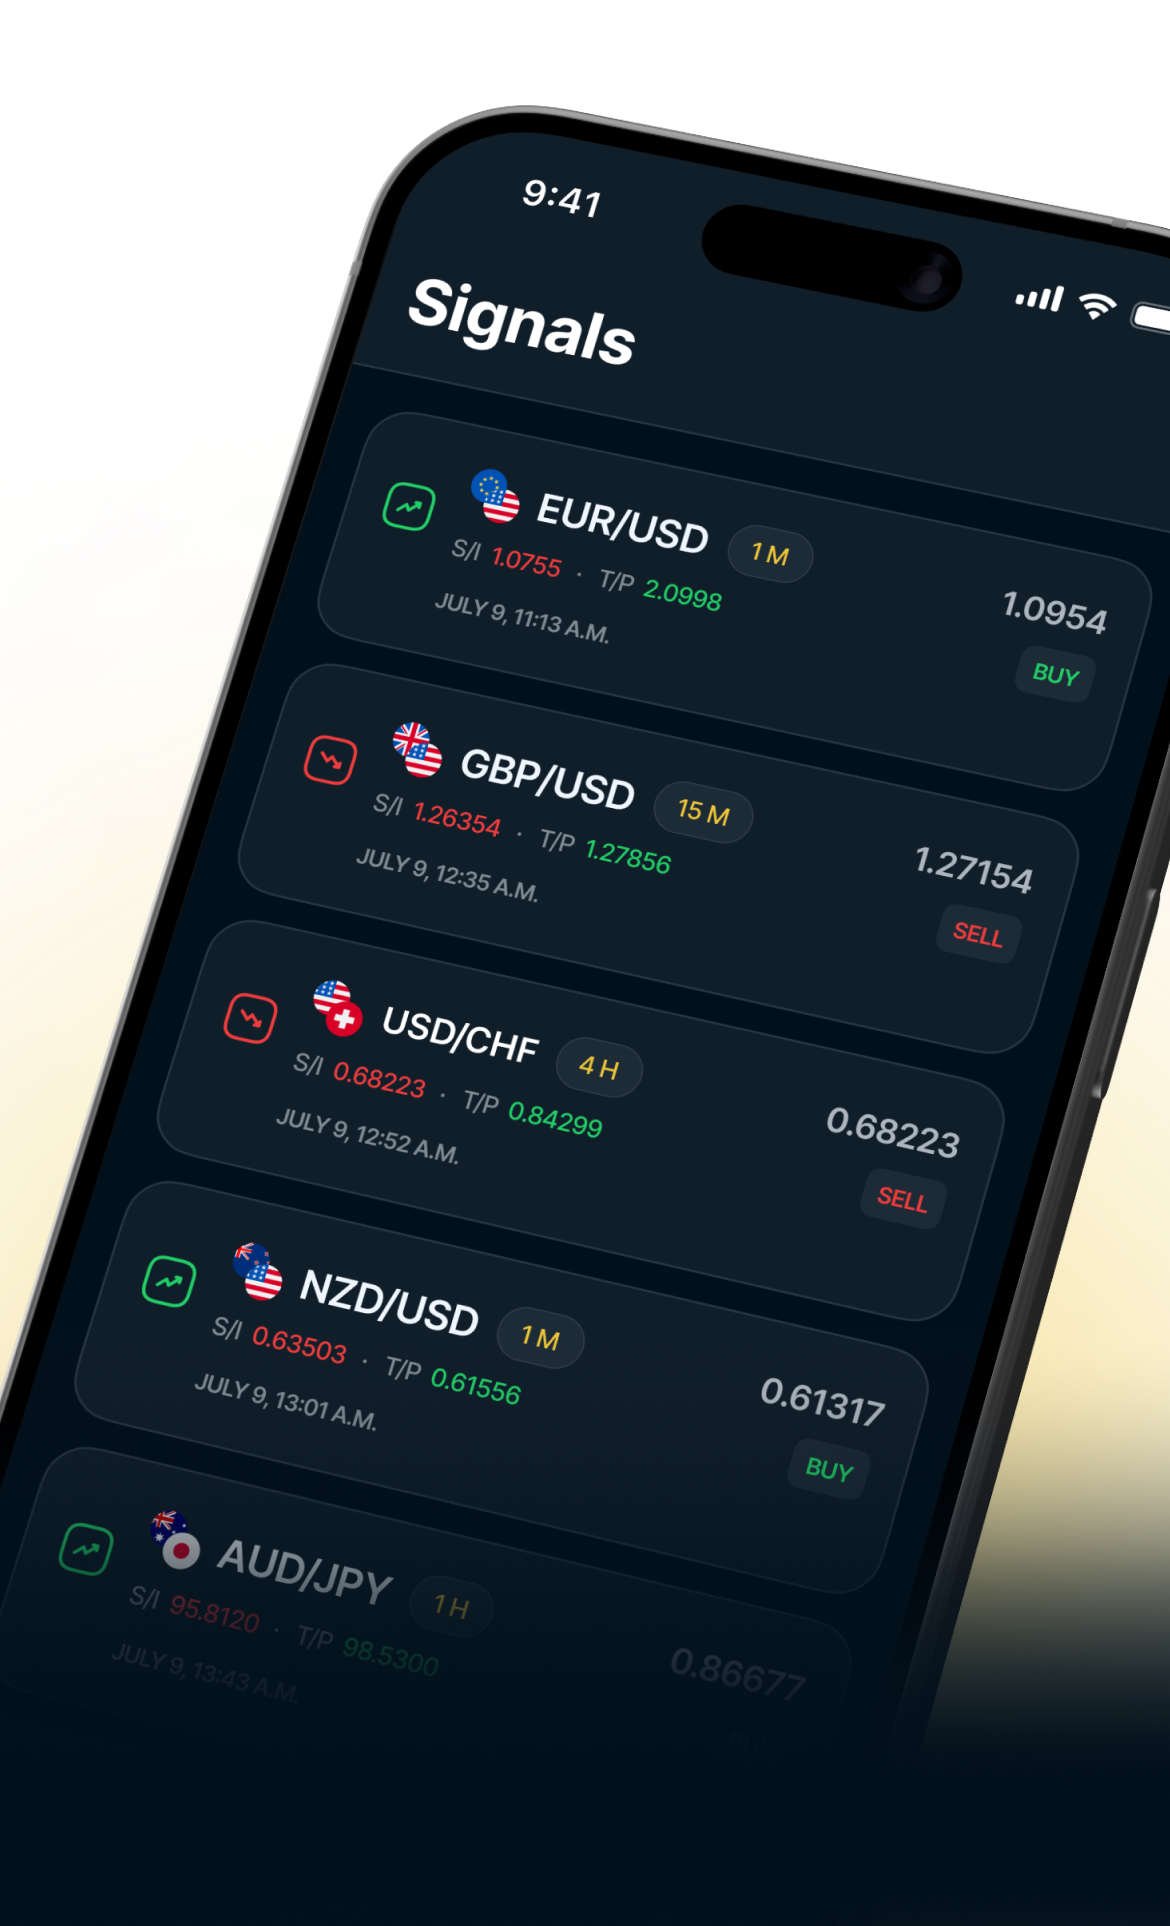 9:41
Signals
EUR/USD 1 M
S/I 1.0755 · T/P 2.0998
JULY 9, 11:13 A.M.
1.0954
BUY
GBP/USD 15 M
S/I 1.26354 · T/P 1.27856
JULY 9, 12:35 A.M.
1.27154
SELL
USD/CHF 4 H
S/I 0.68223 · T/P 0.84299
JULY 9, 12:52 A.M.
0.68223
SELL
NZD/USD 1 M
S/I 0.63503 · T/P 0.61556
JULY 9, 13:01 A.M.
0.61317
BUY
AUD/JPY 1 H
S/I 95.8120 · T/P 98.5300
JULY 9, 13:43 A.M.
0.86677
BUY